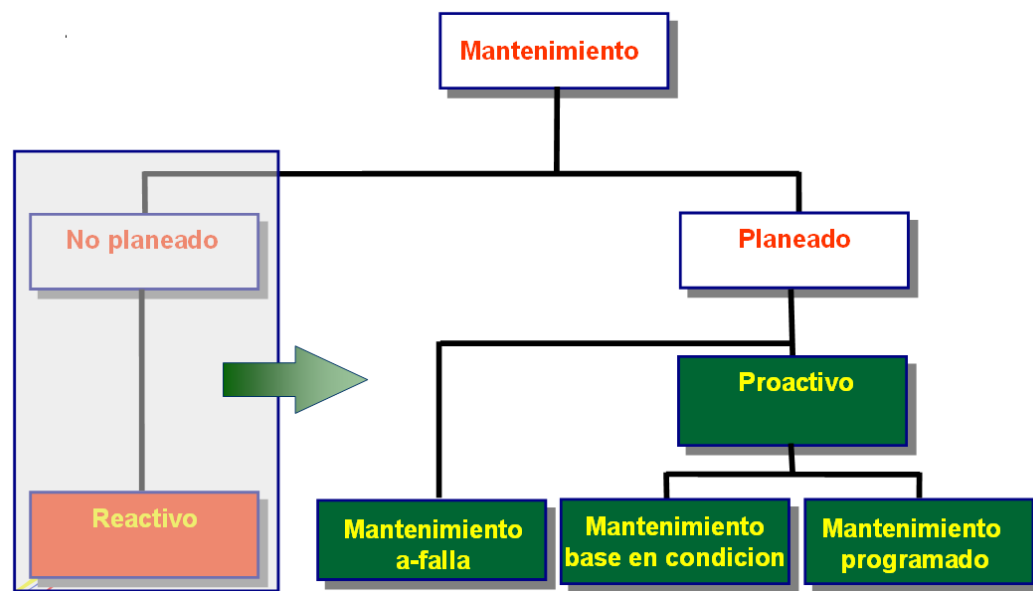 Mantenimiento
No planeado
Planeado
Proactivo
Reactivo
Mantenimiento
a-falla
Mantenimiento
base en condicion
Mantenimiento
programado